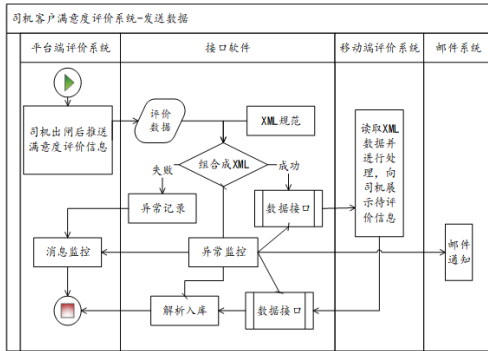 司机客户满意度评价系统-发送数据
平台端评价系统
接口软件
移动端评价系统
邮件系统
司机出闸后推送
满意度评价信息
评价
数据
XML规范
读取XML
数据并
进行处
理，向
司机展
示待评
价信息
组合成XML
失败
成功
异常记录
数据接口
消息监控
异常监控
邮件
通知
解析入库
数据接口